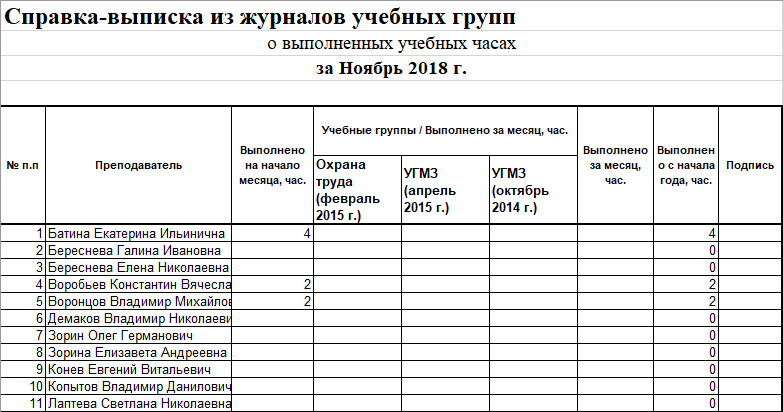 Справка-выписка из журналов учебных групп
о выполненных учебных часах
за Ноябрь 2018 г.
№ п.п Преподаватель Выполнено на начало месяца, час. Учебные группы / Выполнено за месяц, час. Выполнено за месяц, час. Выполнен о с начала года, час. Подпись
Охрана труда (февраль 2015 г.) УГМЗ (апрель 2015 г.) УГМЗ (октябрь 2014 г.)
1 Батина Екатерина Ильинична 4 4
2 Береснева Галина Ивановна 0
3 Береснева Елена Николаевна 0
4 Воробьев Константин Вячесла 2 2
5 Воронцов Владимир Михайлов 2 2
6 Демаков Владимир Николаеви 0
7 Зорин Олег Германович 0
8 Зорина Елизавета Андреевна 0
9 Конев Евгений Витальевич 0
10 Копытов Владимир Данилович 0
11 Лаптева Светлана Николаевна 0